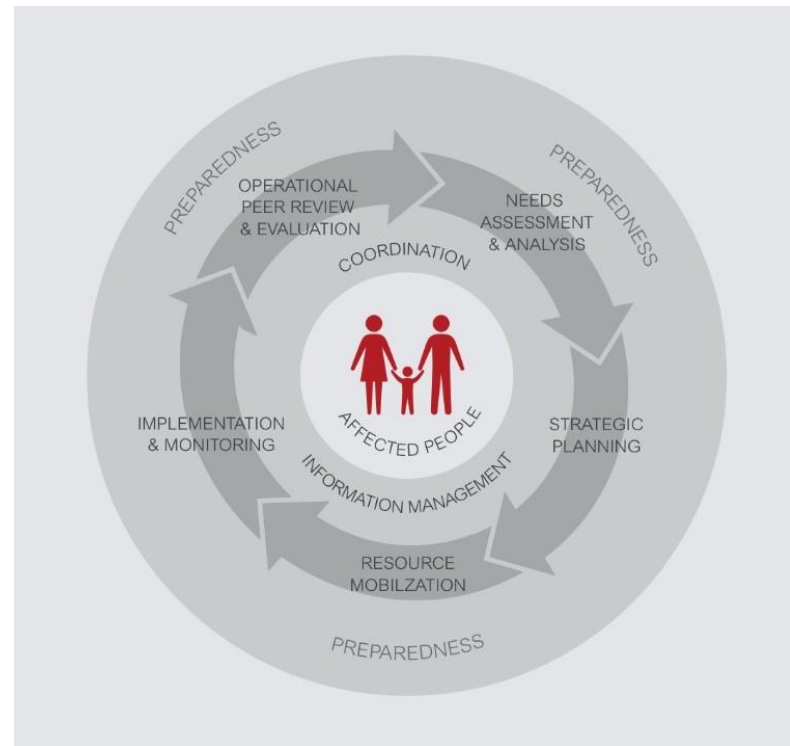 PREPAREDNESS
PREPAREDNESS
OPERATIONAL
PEER REVIEW
& EVALUATION
NEEDS
ASSESSMENT
& ANALYSIS
COORDINATION
AFFECTED PEOPLE
IMPLEMENTATION
& MONITORING
STRATEGIC
PLANNING
INFORMATION MANAGEMENT
RESOURCE
MOBILZATION
PREPAREDNESS